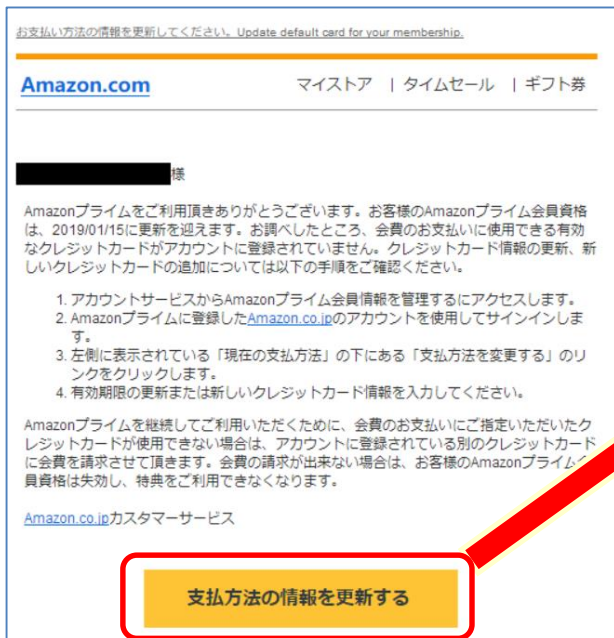 お支払い方法の情報を更新してください。Update default card for your membership.
Amazon.com マイストア | タイムセール | ギフト券
様
Amazonプライムをご利用頂きありがとうございます。お客様のAmazonプライム会員資格
は、2019/01/15に更新を迎えます。お調べしたところ、会費のお支払いに使用できる有効
なクレジットカードがアカウントに登録されていません。クレジットカード情報の更新、新
しいクレジットカードの追加については以下の手順をご確認ください。
1. アカウントサービスからAmazonプライム会員情報を管理するにアクセスします。
2. Amazonプライムに登録したAmazon.co.jpのアカウントを使用してサインインしま
す。
3. 左側に表示されている「現在の支払方法」の下にある「支払方法を変更する」のリ
ンクをクリックします。
4. 有効期限の更新または新しいクレジットカード情報を入力してください。
Amazonプライムを継続してご利用いただくために、会費のお支払いにご指定いただいたク
レジットカードが使用できない場合は、アカウントに登録されている別のクレジットカード
に会費を請求させて頂きます。会費の請求が出来ない場合は、お客様のAmazonプライム
員資格は失効し、特典をご利用できなくなります。
Amazon.co.jpカスタマーサービス
支払方法の情報を更新する